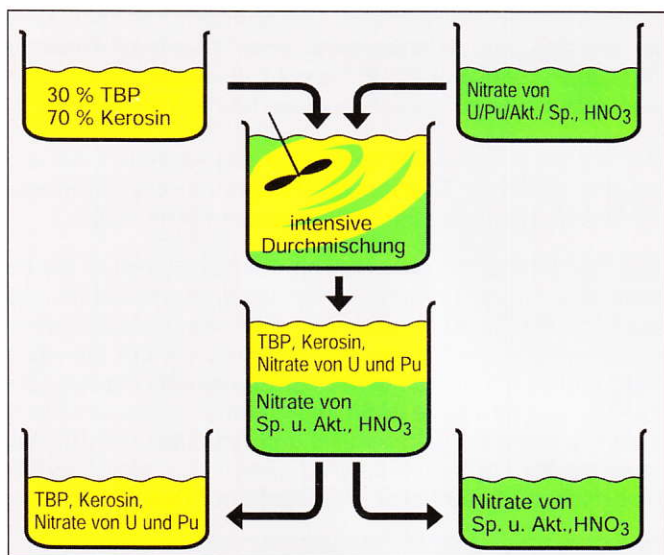 30 % TBP
70 % Kerosin
Nitrate von
U/Pu/Akt./ Sp., HNO₃
intensive
Durchmischung
TBP, Kerosin,
Nitrate von U und Pu
Nitrate von
Sp. u. Akt., HNO₃
TBP, Kerosin,
Nitrate von U und Pu
Nitrate von
Sp. u. Akt.,HNO₃